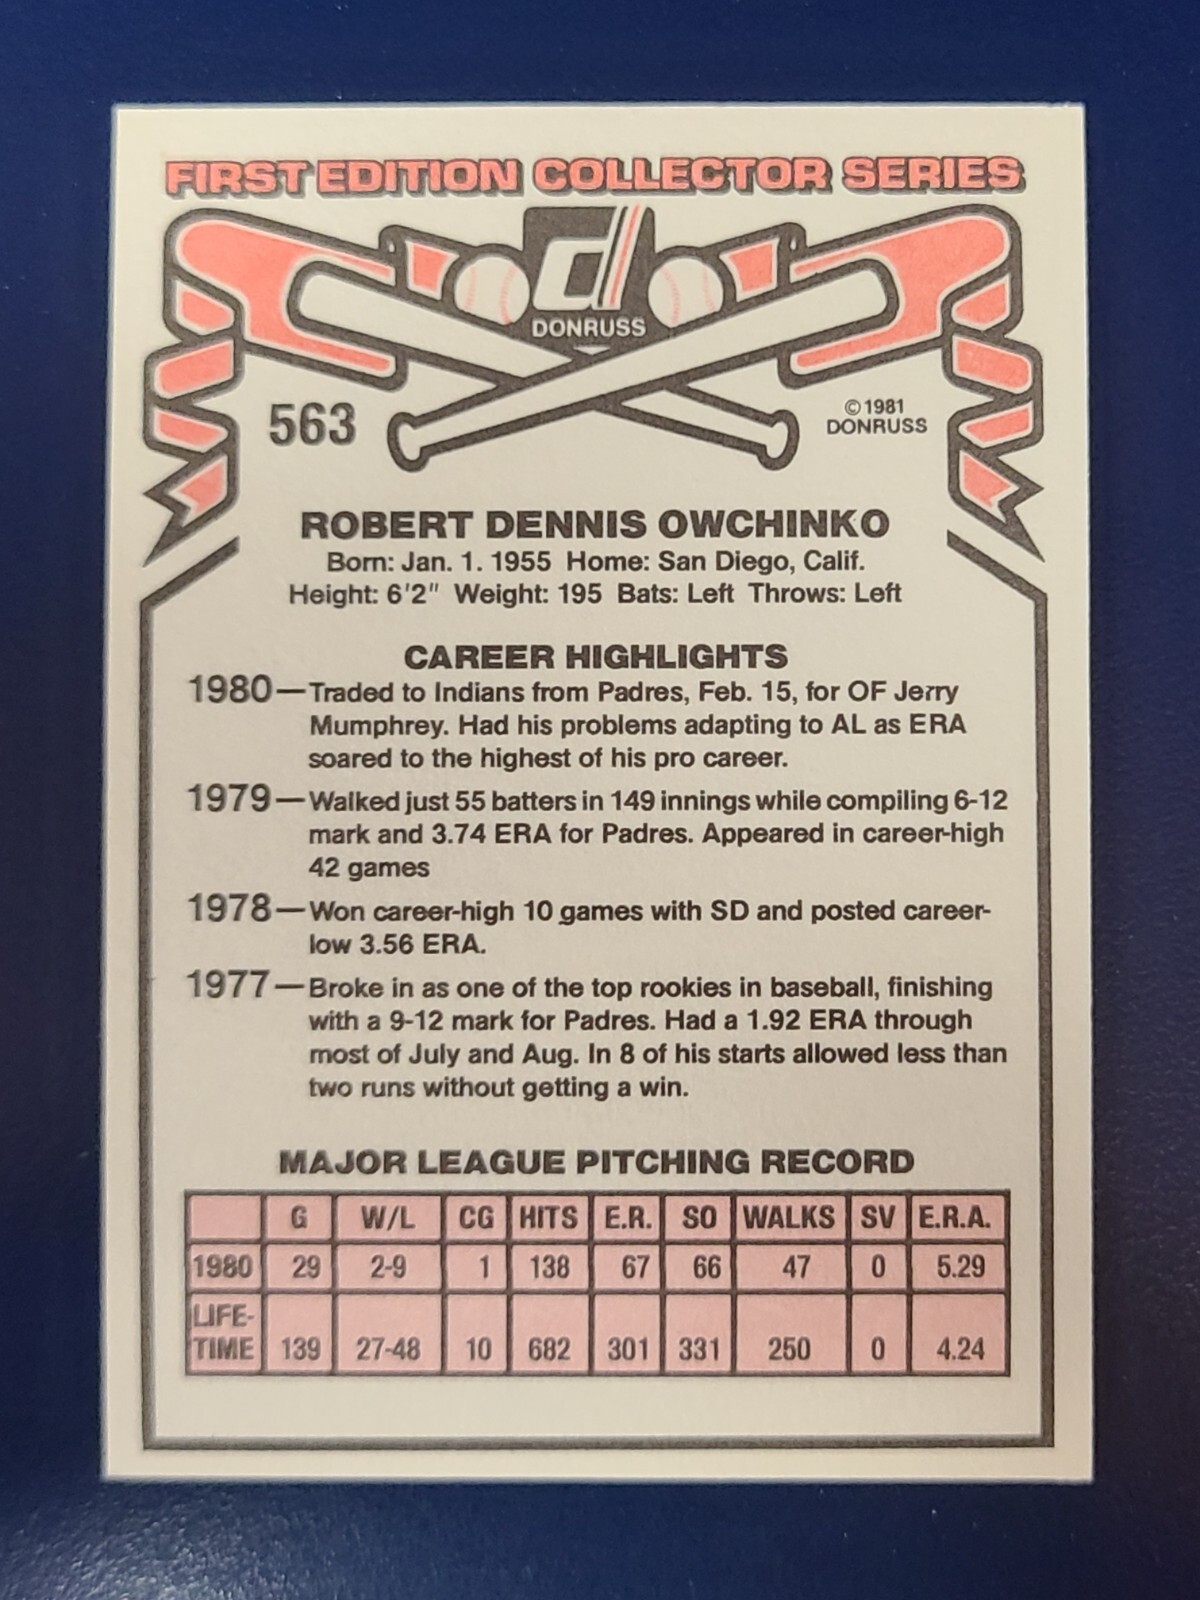 FIRST EDITION COLLECTOR SERIES
d
DONRUSS
563
©1981
DONRUSS
ROBERT DENNIS OWCHINKO
Born: Jan. 1. 1955 Home: San Diego, Calif.
Height: 6'2" Weight: 195 Bats: Left Throws: Left
CAREER HIGHLIGHTS
1980—Traded to Indians from Padres, Feb. 15, for OF Jerry
Mumphrey. Had his problems adapting to AL as ERA
soared to the highest of his pro career.
1979—Walked just 55 batters in 149 innings while compiling 6-12
mark and 3.74 ERA for Padres. Appeared in career-high
42 games
1978—Won career-high 10 games with SD and posted career-
low 3.56 ERA.
1977—Broke in as one of the top rookies in baseball, finishing
with a 9-12 mark for Padres. Had a 1.92 ERA through
most of July and Aug. In 8 of his starts allowed less than
two runs without getting a win.
MAJOR LEAGUE PITCHING RECORD
G W/L CG HITS E.R. SO WALKS SV E.R.A.
1980 29 2-9 1 138 67 66 47 0 5.29
LIFE-
TIME 139 27-48 10 682 301 331 250 0 4.24